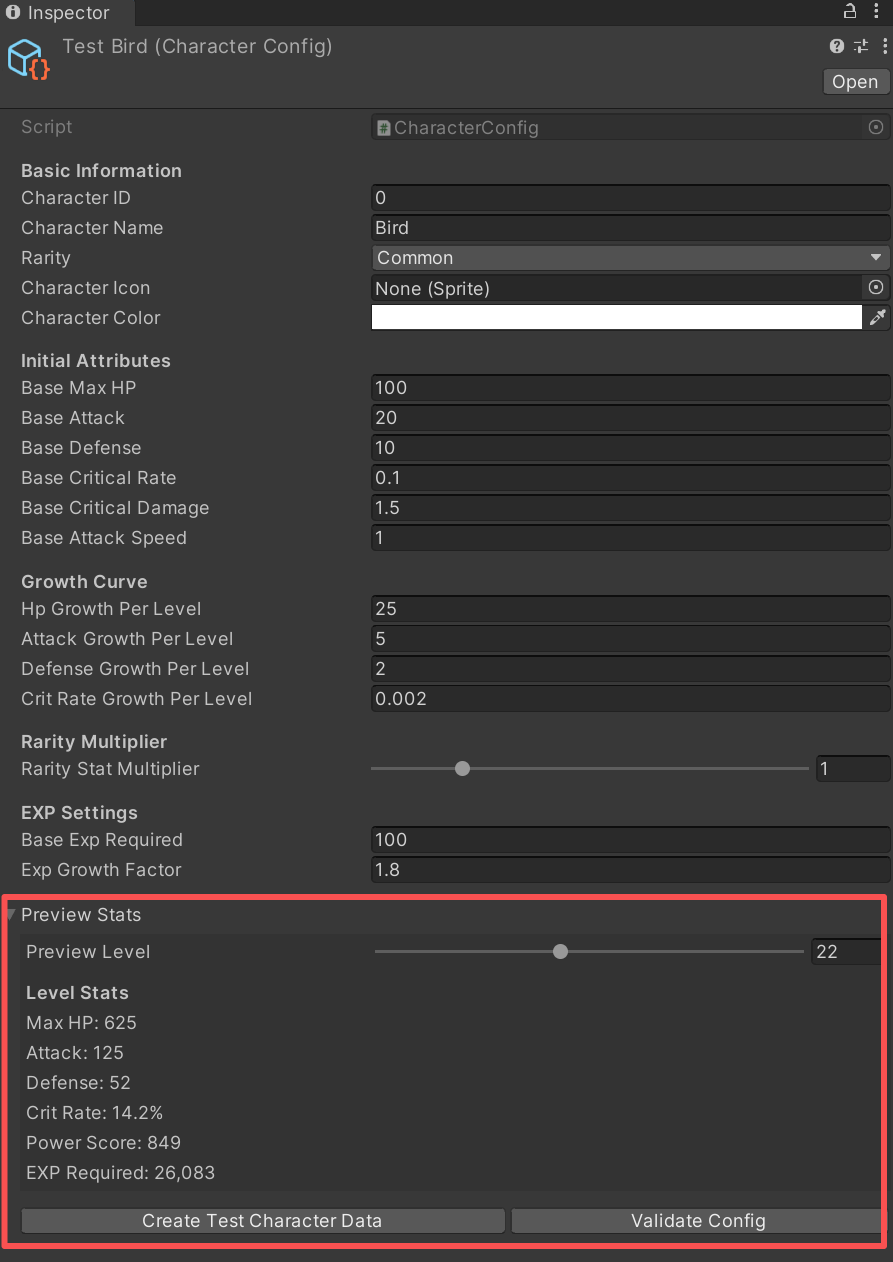 Inspector
Test Bird (Character Config)
Open
Script CharacterConfig
Basic Information
Character ID 0
Character Name Bird
Rarity Common
Character Icon None (Sprite)
Character Color
Initial Attributes
Base Max HP 100
Base Attack 20
Base Defense 10
Base Critical Rate 0.1
Base Critical Damage 1.5
Base Attack Speed 1
Growth Curve
Hp Growth Per Level 25
Attack Growth Per Level 5
Defense Growth Per Level 2
Crit Rate Growth Per Level 0.002
Rarity Multiplier
Rarity Stat Multiplier 1
EXP Settings
Base Exp Required 100
Exp Growth Factor 1.8
Preview Stats
Preview Level 22
Level Stats
Max HP: 625
Attack: 125
Defense: 52
Crit Rate: 14.2%
Power Score: 849
EXP Required: 26,083
Create Test Character Data Validate Config